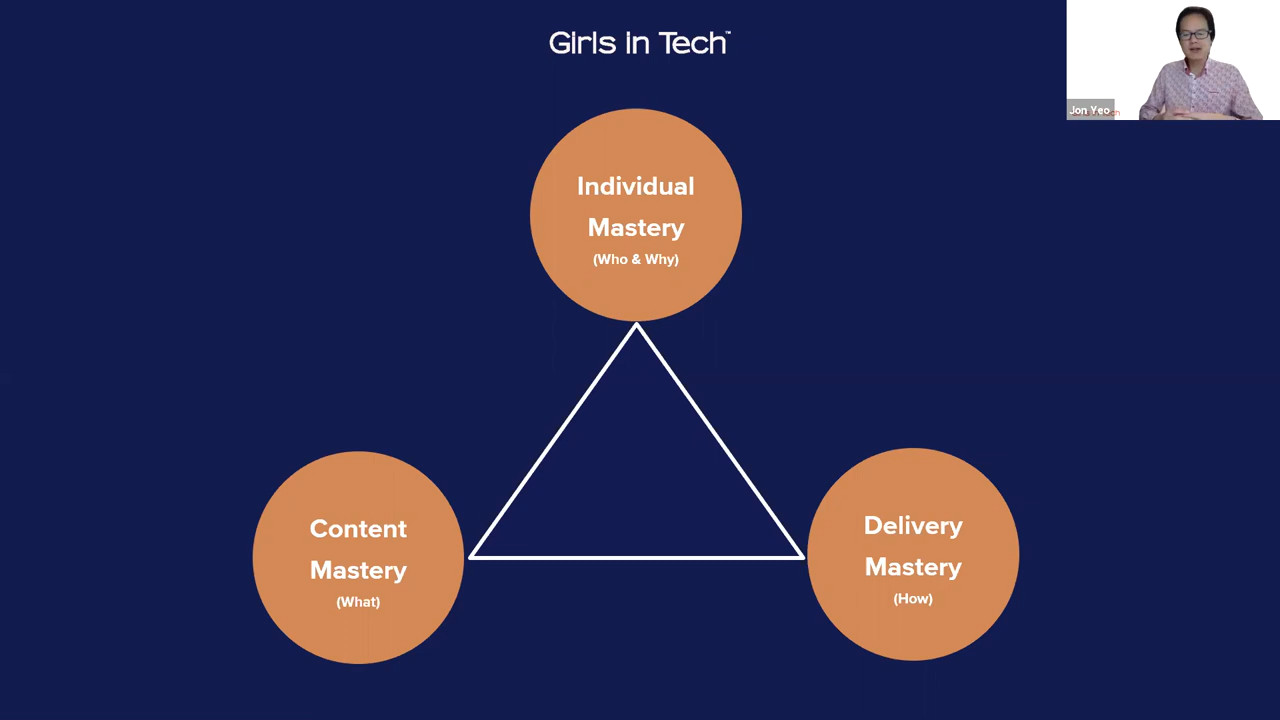 Girls in Tech™
Jon Yeo
Individual
Mastery
(Who & Why)
Content
Mastery
(What)
Delivery
Mastery
(How)